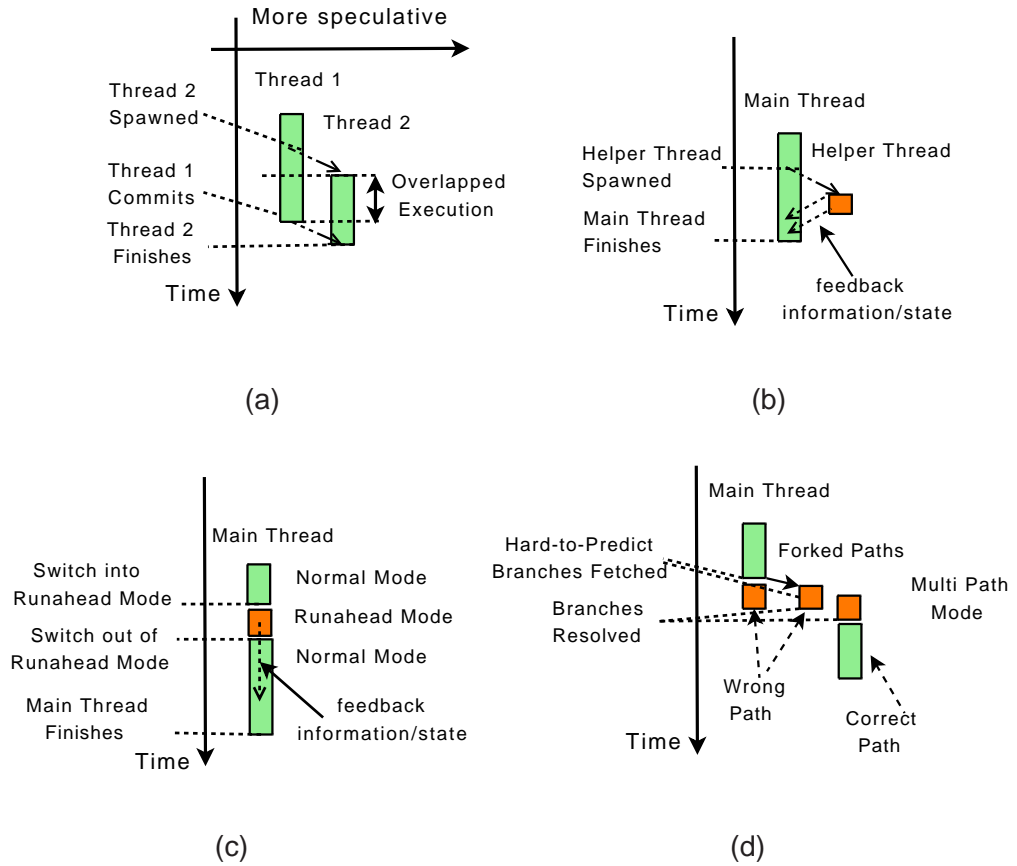 More speculative
Thread 1
Thread 2
Spawned
Thread 2
Thread 1
Commits
Overlapped
Execution
Thread 2
Finishes
Time
(a)
Main Thread
Helper Thread
Spawned
Helper Thread
Main Thread
Finishes
feedback
information/state
Time
(b)
Main Thread
Switch into
Runahead Mode
Normal Mode
Runahead Mode
Switch out of
Runahead Mode
Normal Mode
Main Thread
Finishes
feedback
information/state
Time
(c)
Main Thread
Hard-to-Predict
Branches Fetched
Forked Paths
Multi Path
Mode
Branches
Resolved
Wrong
Path
Correct
Path
Time
(d)